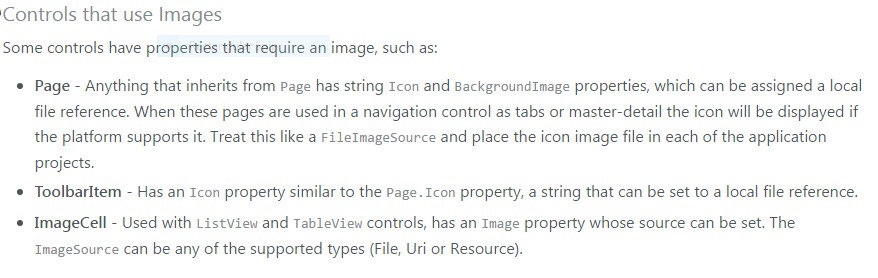 Controls that use Images
Some controls have properties that require an image, such as:
• Page - Anything that inherits from Page has string Icon and BackgroundImage properties, which can be assigned a local
file reference. When these pages are used in a navigation control as tabs or master-detail the icon will be displayed if
the platform supports it. Treat this like a FileImageSource and place the icon image file in each of the application
projects.
• ToolbarItem - Has an Icon property similar to the Page.Icon property, a string that can be set to a local file reference.
• ImageCell - Used with ListView and TableView controls, has an Image property whose source can be set. The
ImageSource can be any of the supported types (File, Uri or Resource).